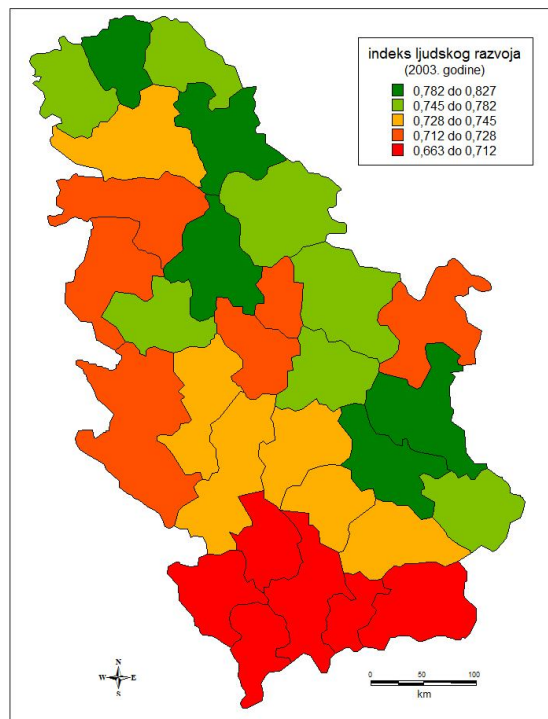 indeks ljudskog razvoja
(2003. godine)
0,782 do 0,827
0,745 do 0,782
0,728 do 0,745
0,712 do 0,728
0,663 do 0,712
N
W E
S
0 50 100
km